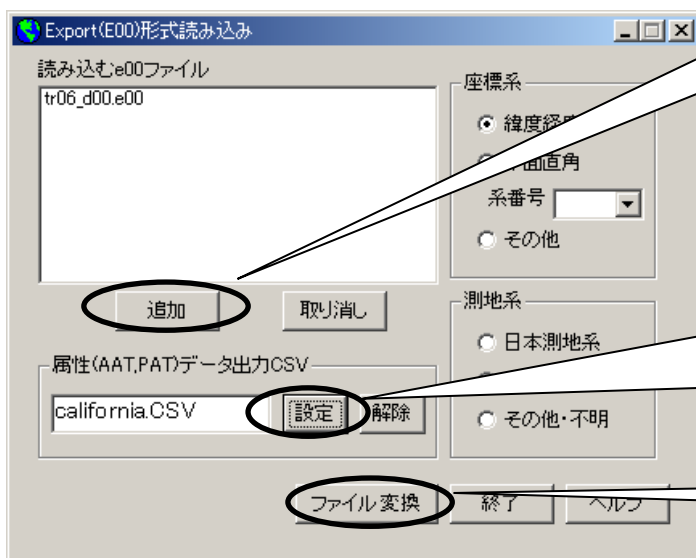 Export(E00)形式読み込み
読み込むe00ファイル
tr06_d00.e00
追加
取り消し
属性(AAT,PAT)データ出力CSV
california.CSV
設定
解除
座標系
緯度経度
平面直角
系番号
その他
測地系
日本測地系
その他・不明
ファイル変換
終了
ヘルプ